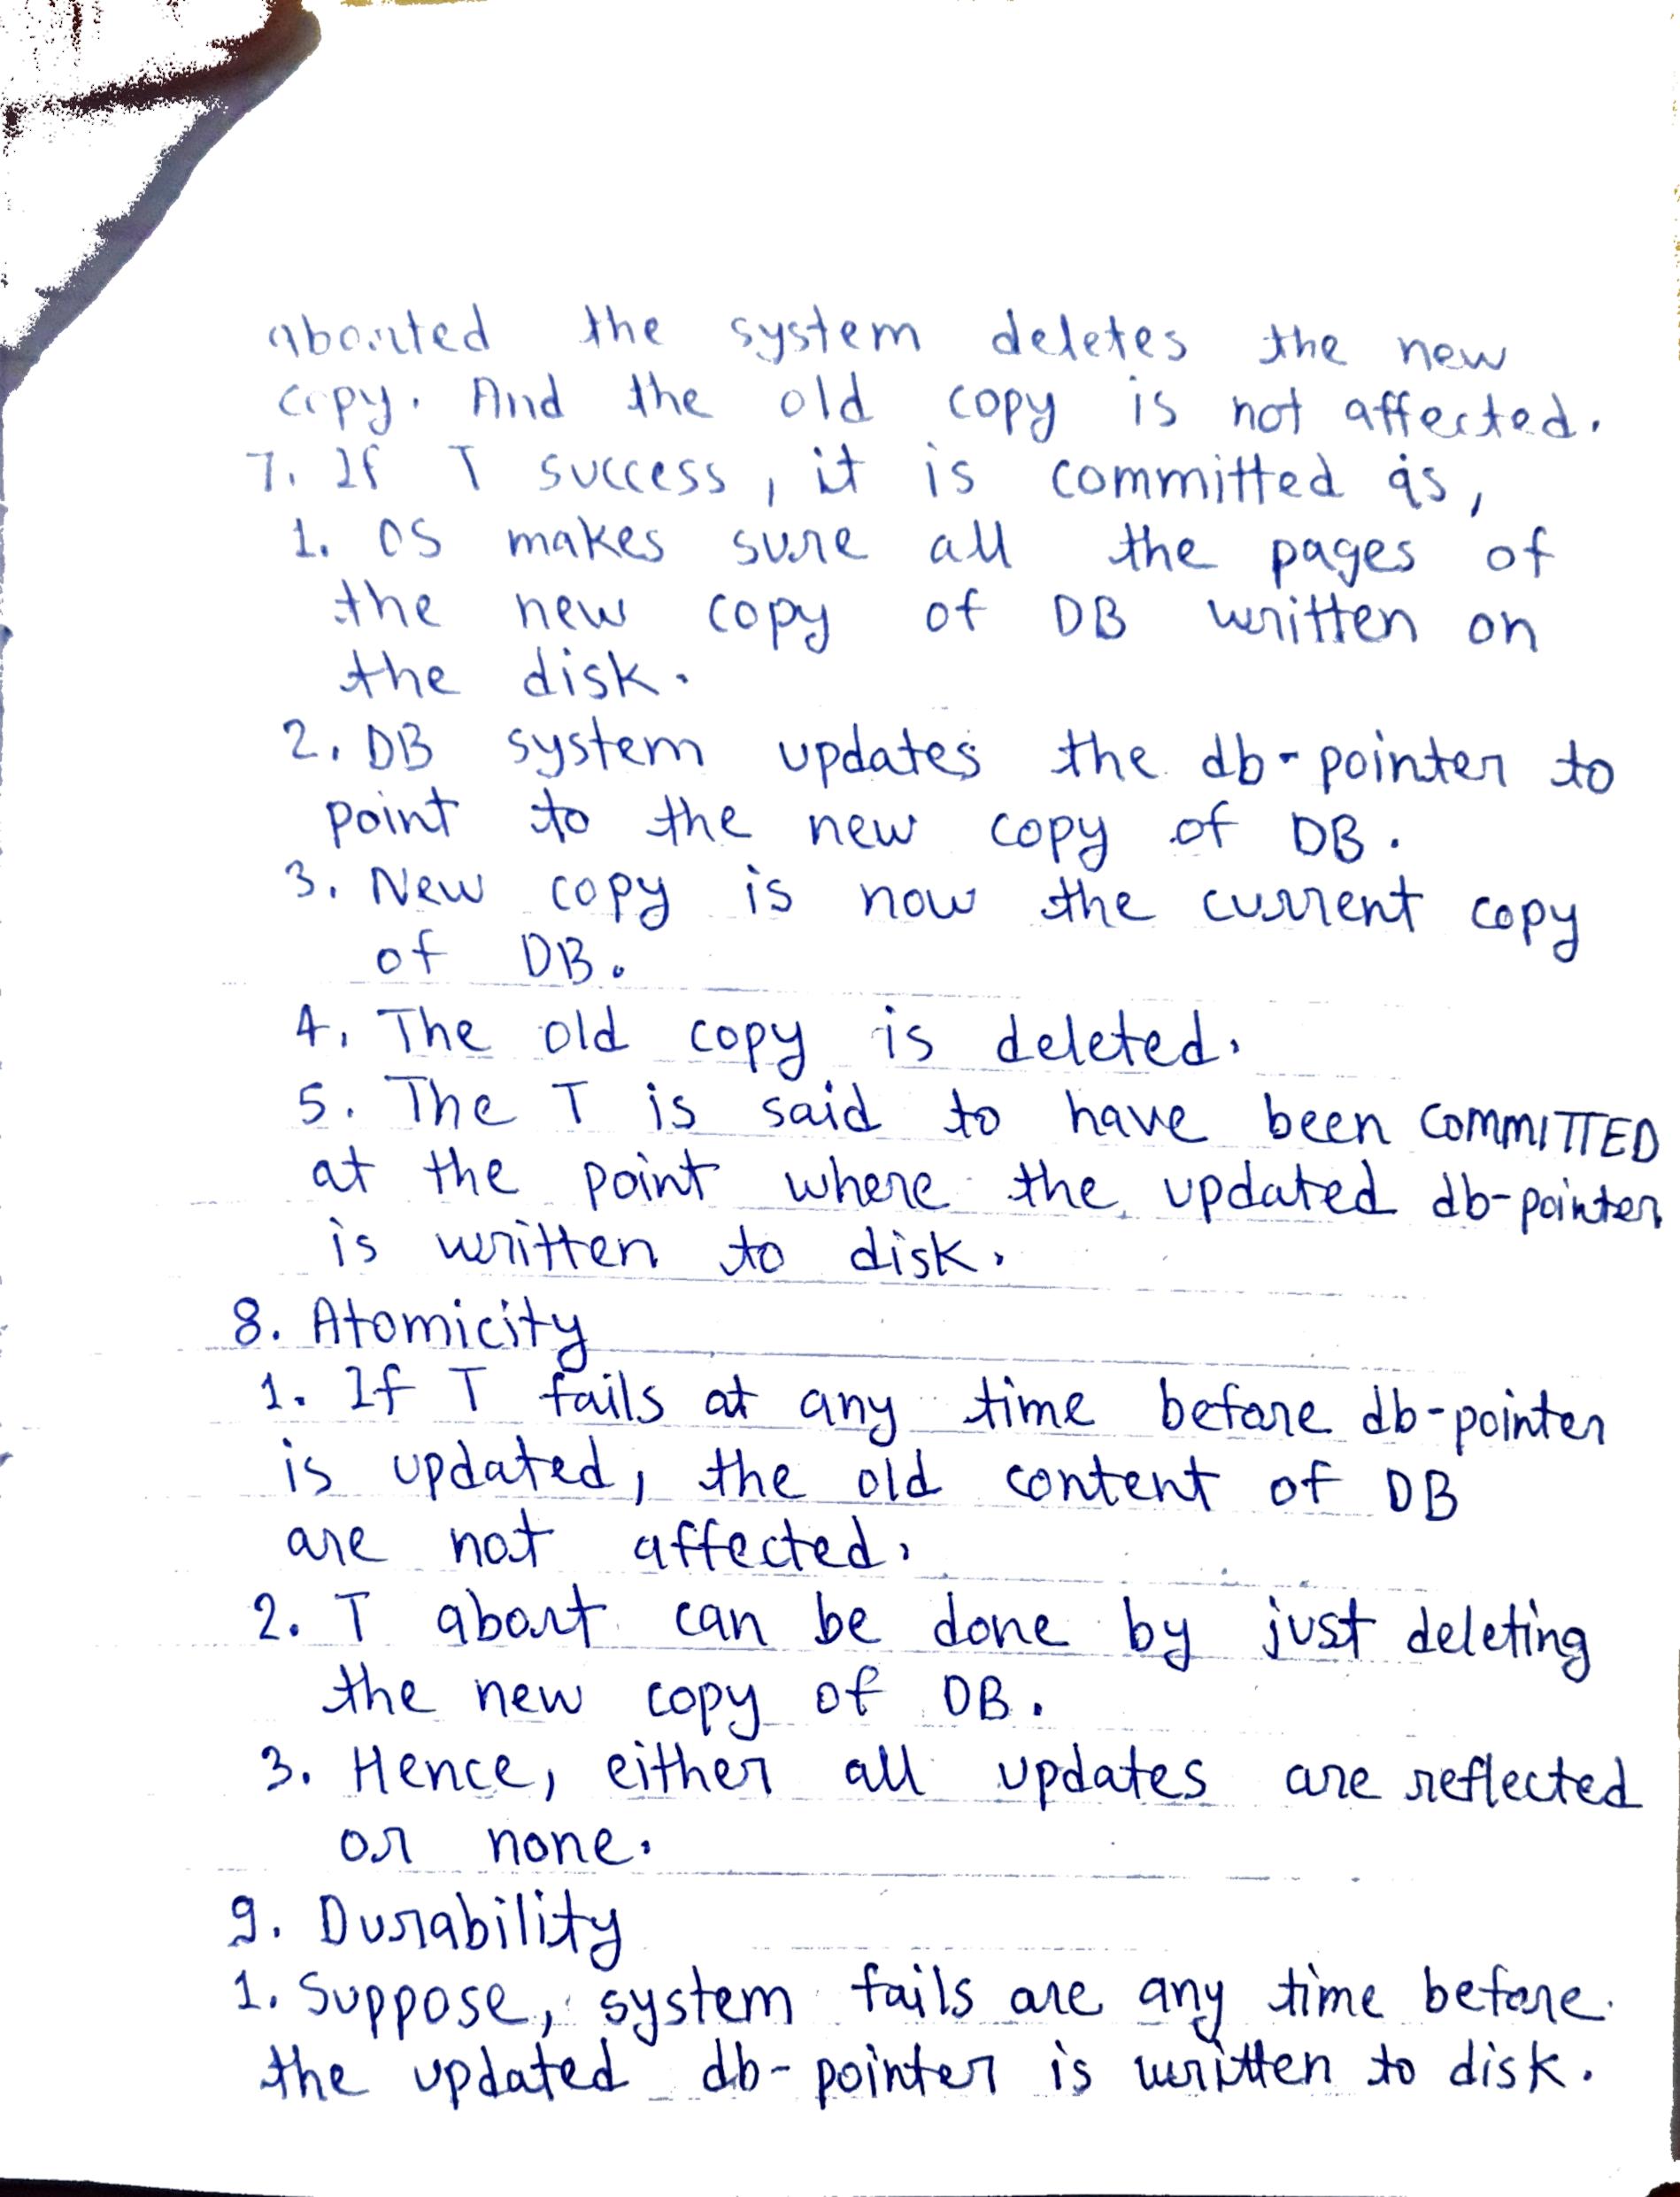 aborted the system deletes the new
copy. And the old copy is not affected.
7. If T success, it is committed as,
1. OS makes sure all the pages of
the new copy of DB written on
the disk.
2. DB system updates the db-pointer to
point to the new copy of DB.
3. New copy is now the current copy
of DB.
4. The old copy is deleted.
5. The T is said to have been COMMITTED
at the point where the updated db-pointer
is written to disk.
8. Atomicity
1. If T fails at any time before db-pointer
is updated, the old content of DB
are not affected.
2. T abort can be done by just deleting
the new copy of DB.
3. Hence, either all updates are reflected
or none.
9. Durability
1. Suppose, system fails are any time before
the updated db-pointer is written to disk.